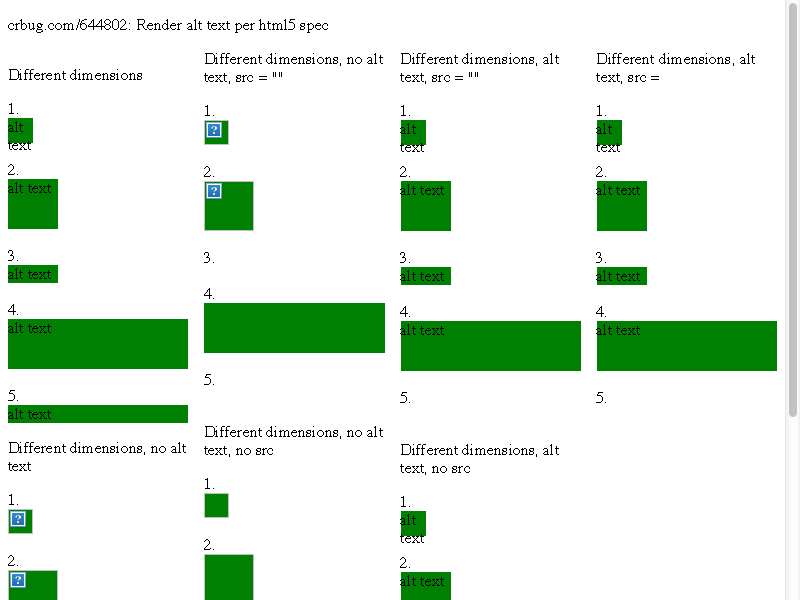 crbug.com/644802: Render alt text per html5 spec
Different dimensions
1.
alt
text
2.
alt text
3.
alt text
4.
alt text
5.
alt text
Different dimensions, no alt
text, src = ""
1.
?
2.
?
3.
4.
5.
Different dimensions, alt
text, src = ""
1.
alt
text
2.
alt text
3.
alt text
4.
alt text
5.
Different dimensions, alt
text, src =
1.
alt
text
2.
alt text
3.
alt text
4.
alt text
5.
Different dimensions, no alt
text
1.
?
2.
?
Different dimensions, no alt
text, no src
1.
2.
Different dimensions, alt
text, no src
1.
alt
text
2.
alt text